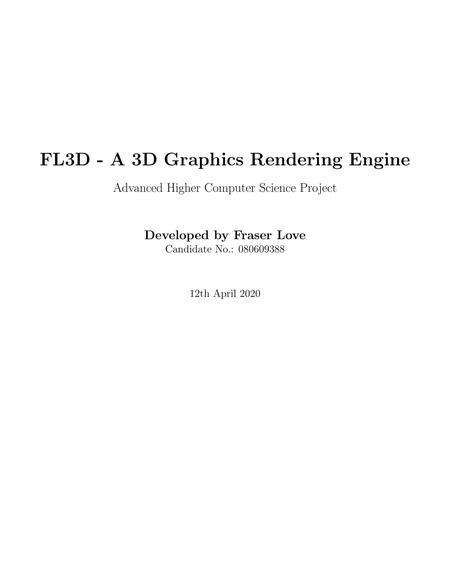 FL3D - A 3D Graphics Rendering Engine
Advanced Higher Computer Science Project
Developed by Fraser Love
Candidate No.: 080609388
12th April 2020